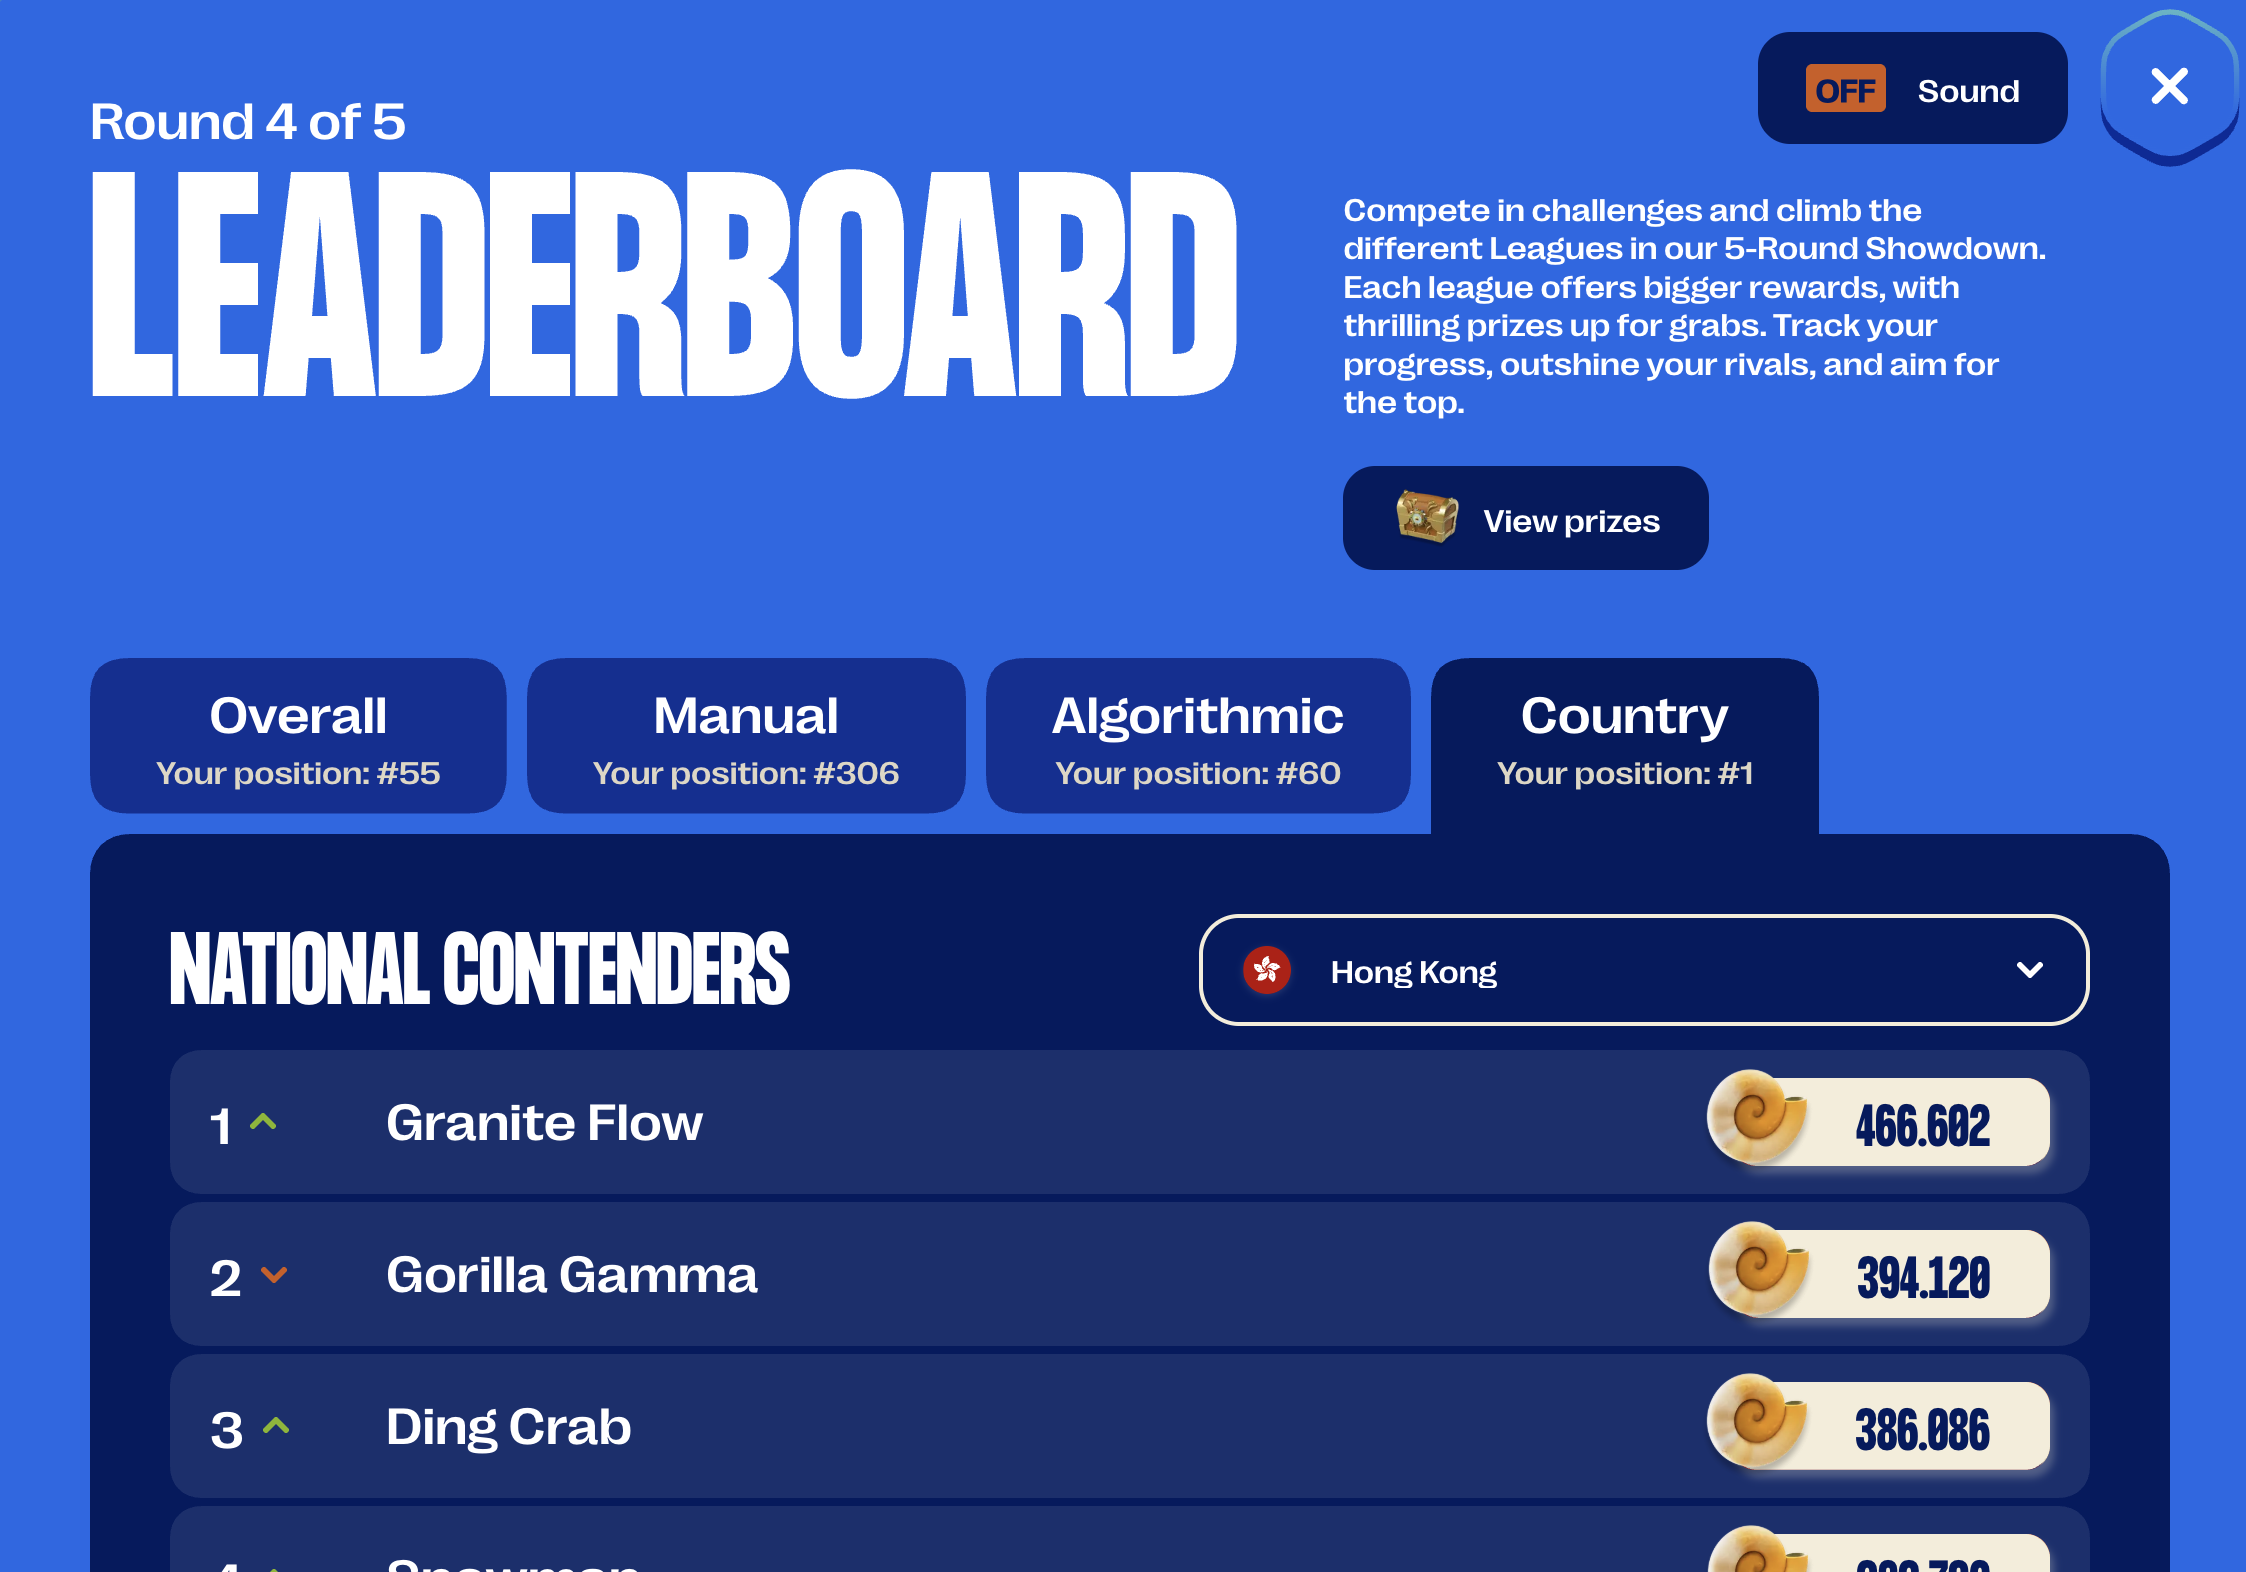 OFF Sound
Round 4 of 5
LEADERBOARD
Compete in challenges and climb the
different Leagues in our 5-Round Showdown.
Each league offers bigger rewards, with
thrilling prizes up for grabs. Track your
progress, outshine your rivals, and aim for
the top.
View prizes
Overall
Your position: #55
Manual
Your position: #306
Algorithmic
Your position: #60
Country
Your position: #1
NATIONAL CONTENDERS
Hong Kong
1 Granite Flow 466.602
2 Gorilla Gamma 394.120
3 Ding Crab 386.086
4 Snowman